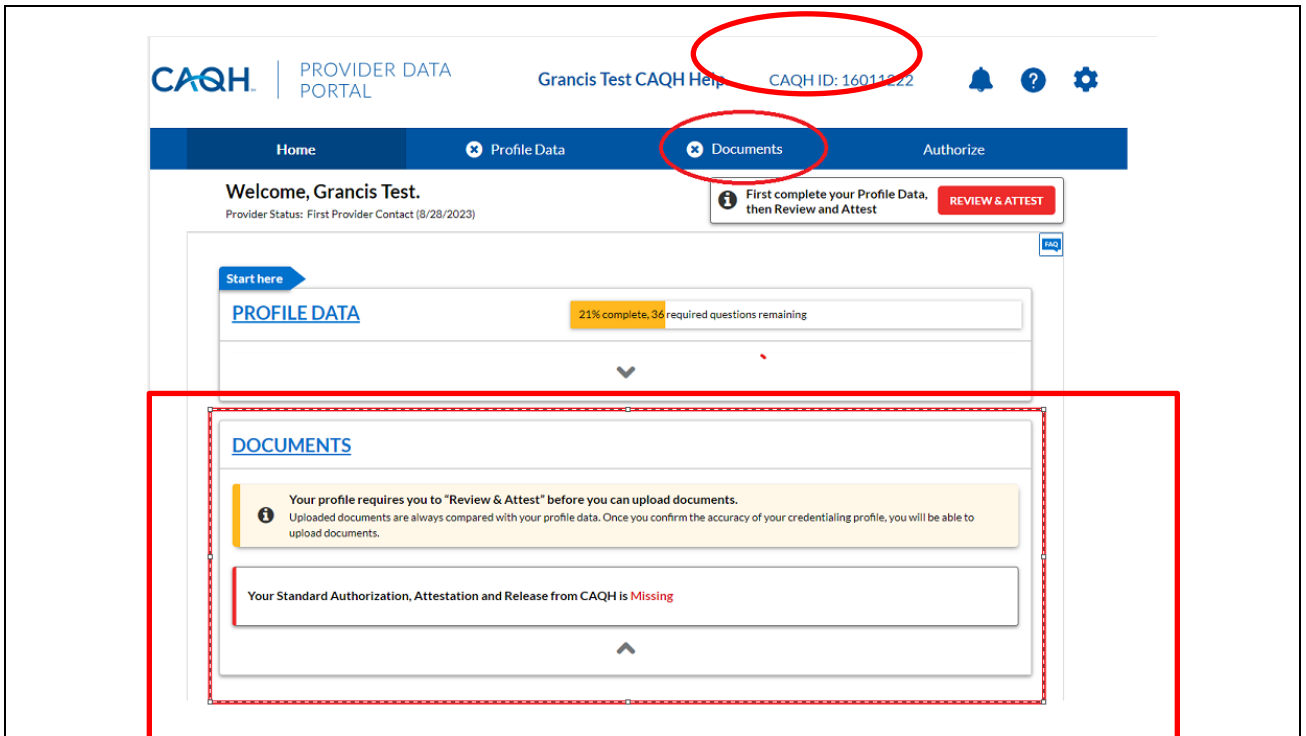 CAQH. PROVIDER DATA PORTAL
Grancis Test CAQH Help CAQH ID: 16011222
Home Profile Data Documents Authorize
Welcome, Grancis Test.
Provider Status: First Provider Contact (8/28/2023)
First complete your Profile Data,
then Review and Attest
REVIEW & ATTEST
FAQ
Start here
PROFILE DATA
21% complete, 36 required questions remaining
DOCUMENTS
Your profile requires you to "Review & Attest" before you can upload documents.
Uploaded documents are always compared with your profile data. Once you confirm the accuracy of your credentialing profile, you will be able to
upload documents.
Your Standard Authorization, Attestation and Release from CAQH is Missing